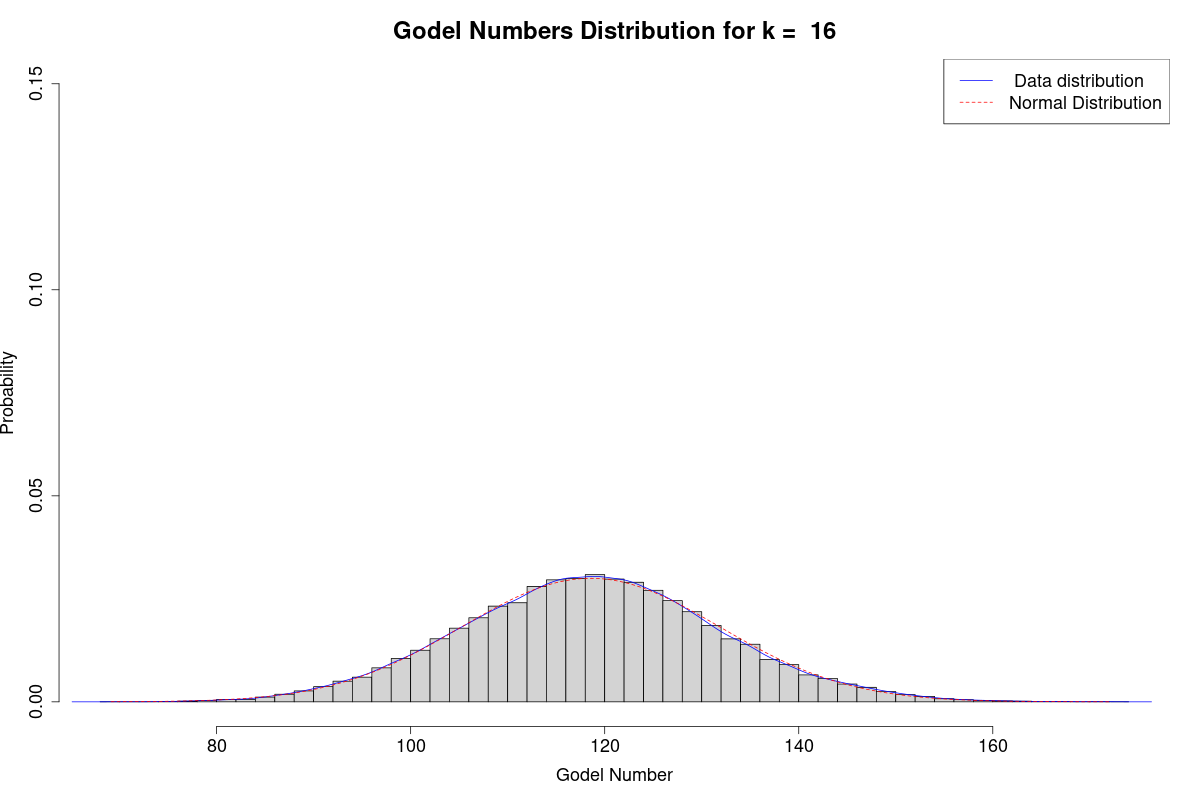 Godel Numbers Distribution for k =  16
Data distribution
Normal Distribution
0.15
0.10
0.05
0.00
Probability
80 100 120 140 160
Godel Number